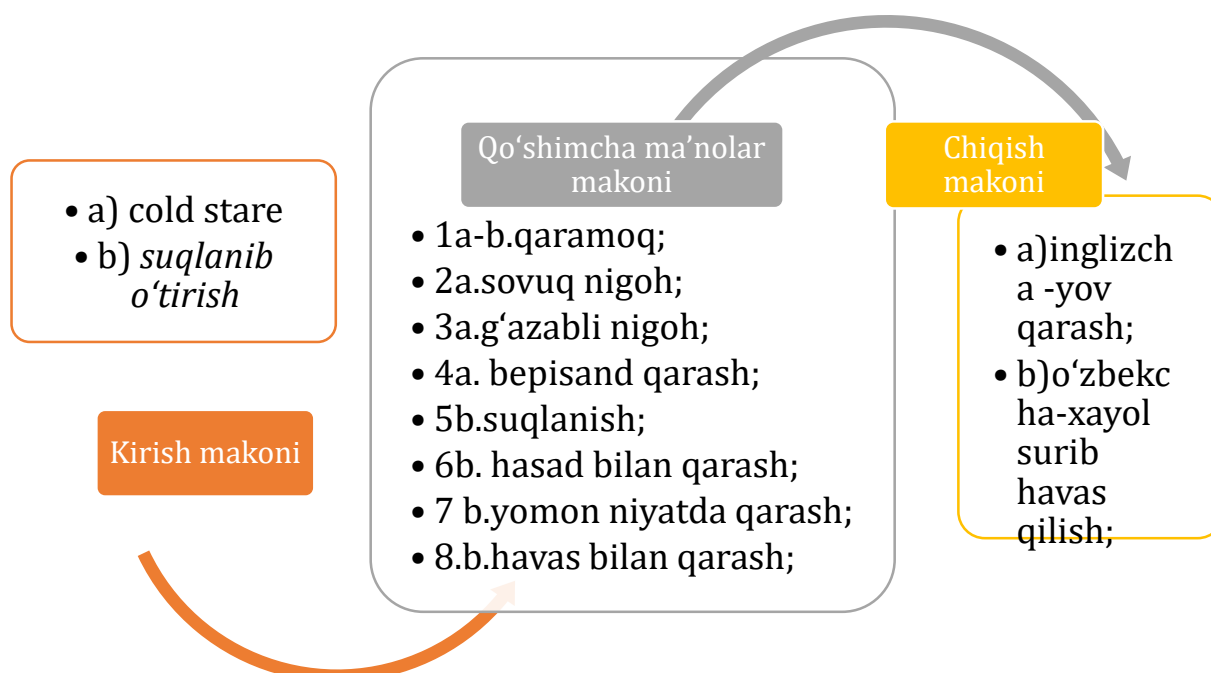 • a) cold stare
• b) suqlanib
o‘tirish
Kirish makoni
Qo‘shimcha ma’nolar
makoni
• 1a-b.qaramoq;
• 2a.sovuq nigoh;
• 3a.g‘azabli nigoh;
• 4a. bepisand qarash;
• 5b.suqlanish;
• 6b. hasad bilan qarash;
• 7 b.yomon niyatda qarash;
• 8.b.havas bilan qarash;
Chiqish
makoni
• a)inglizch
a -yov
qarash;
• b)o’zbekc
ha-xayol
surib
havas
qilish;